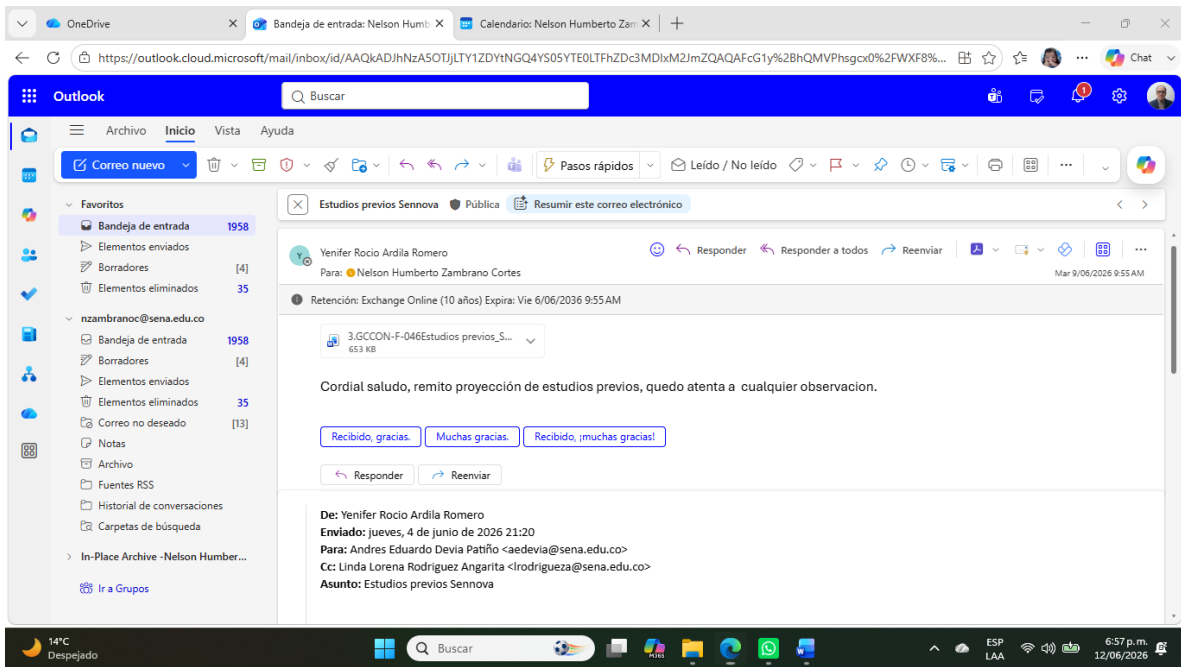 OneDrive
Bandeja de entrada: Nelson Humb
Calendario: Nelson Humberto Zam
https://outlook.cloud.microsoft/mail/inbox/id/AAQkADJhNzA5OTJjLTY1ZDYtNGQ4YS05YTE0LTFhZDc3MDIxM2JmZQAQAFcG1y%2BhQMVPhsgcx0%2FWXF8%...
Chat
Outlook
Buscar
1
Archivo Inicio Vista Ayuda
Correo nuevo
Pasos rápidos
Leído / No leído
Favoritos
Bandeja de entrada 1958
Elementos enviados
Borradores [4]
Elementos eliminados 35
nzambranoc@sena.edu.co
Bandeja de entrada 1958
Borradores [4]
Elementos enviados
Elementos eliminados 35
Correo no deseado [13]
Notas
Archivo
Fuentes RSS
Historial de conversaciones
Carpetas de búsqueda
In-Place Archive -Nelson Humber...
Ir a Grupos
Estudios previos Sennova Pública Resumir este correo electrónico
Y
Yenifer Rocio Ardila Romero
Responder Responder a todos Reenviar
Para: Nelson Humberto Zambrano Cortes
Mar 9/06/2026 9:55 AM
Retención: Exchange Online (10 años) Expira: Vie 6/06/2036 9:55 AM
3.GCCON-F-046Estudios previos_S...
653 KB
Cordial saludo, remito proyección de estudios previos, quedo atenta a cualquier observacion.
Recibido, gracias. Muchas gracias. Recibido, ¡muchas gracias!
Responder Reenviar
De: Yenifer Rocio Ardila Romero
Enviado: jueves, 4 de junio de 2026 21:20
Para: Andres Eduardo Devia Patiño <aedevia@sena.edu.co>
Cc: Linda Lorena Rodriguez Angarita <lrodrigueza@sena.edu.co>
Asunto: Estudios previos Sennova
14°C
Despejado
Buscar
M365
ESP
LAA
6:57 p.m.
12/06/2026